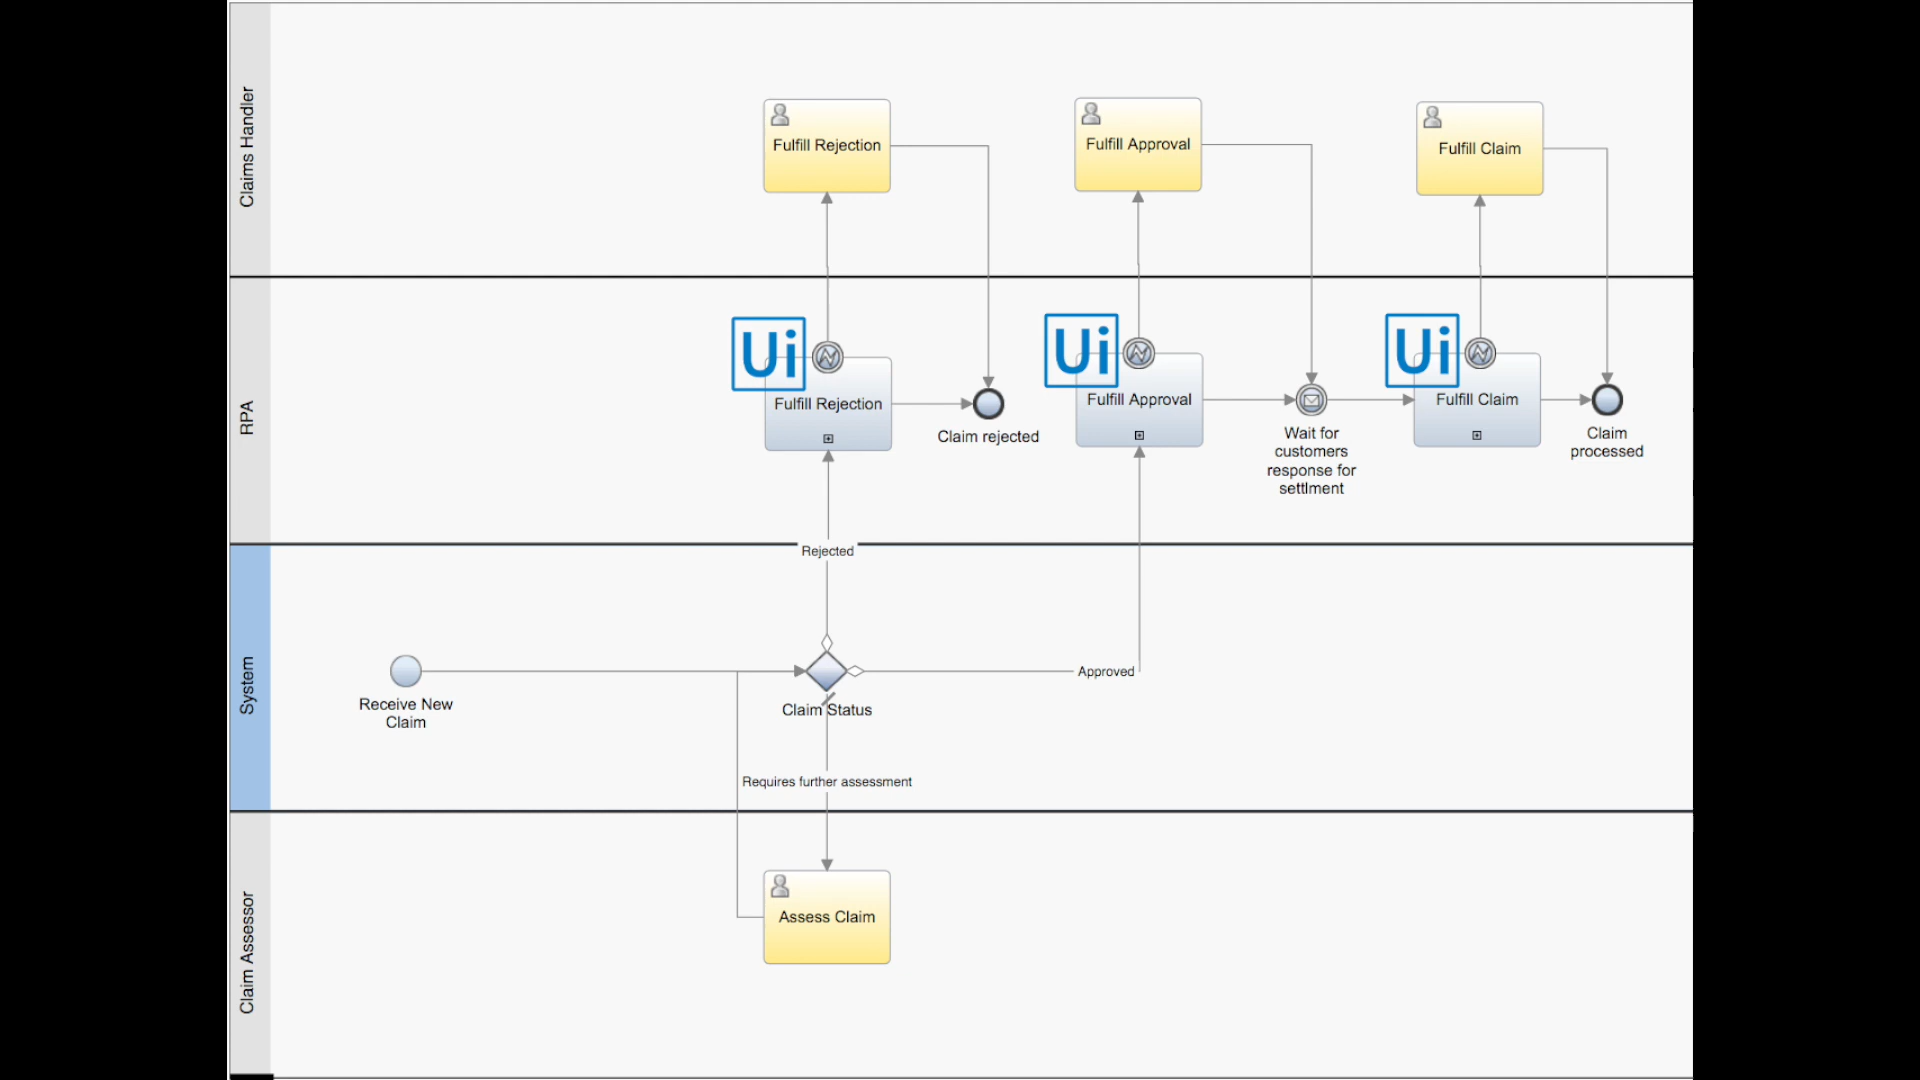 Claims Handler
Fulfill Rejection
Fulfill Approval
Fulfill Claim
RPA
Ui
Fulfill Rejection
Claim rejected
Ui
Fulfill Approval
Wait for
customers
response for
settlment
Ui
Fulfill Claim
Claim
processed
System
Rejected
Receive New
Claim
Claim Status
Approved
Requires further assessment
Claim Assessor
Assess Claim